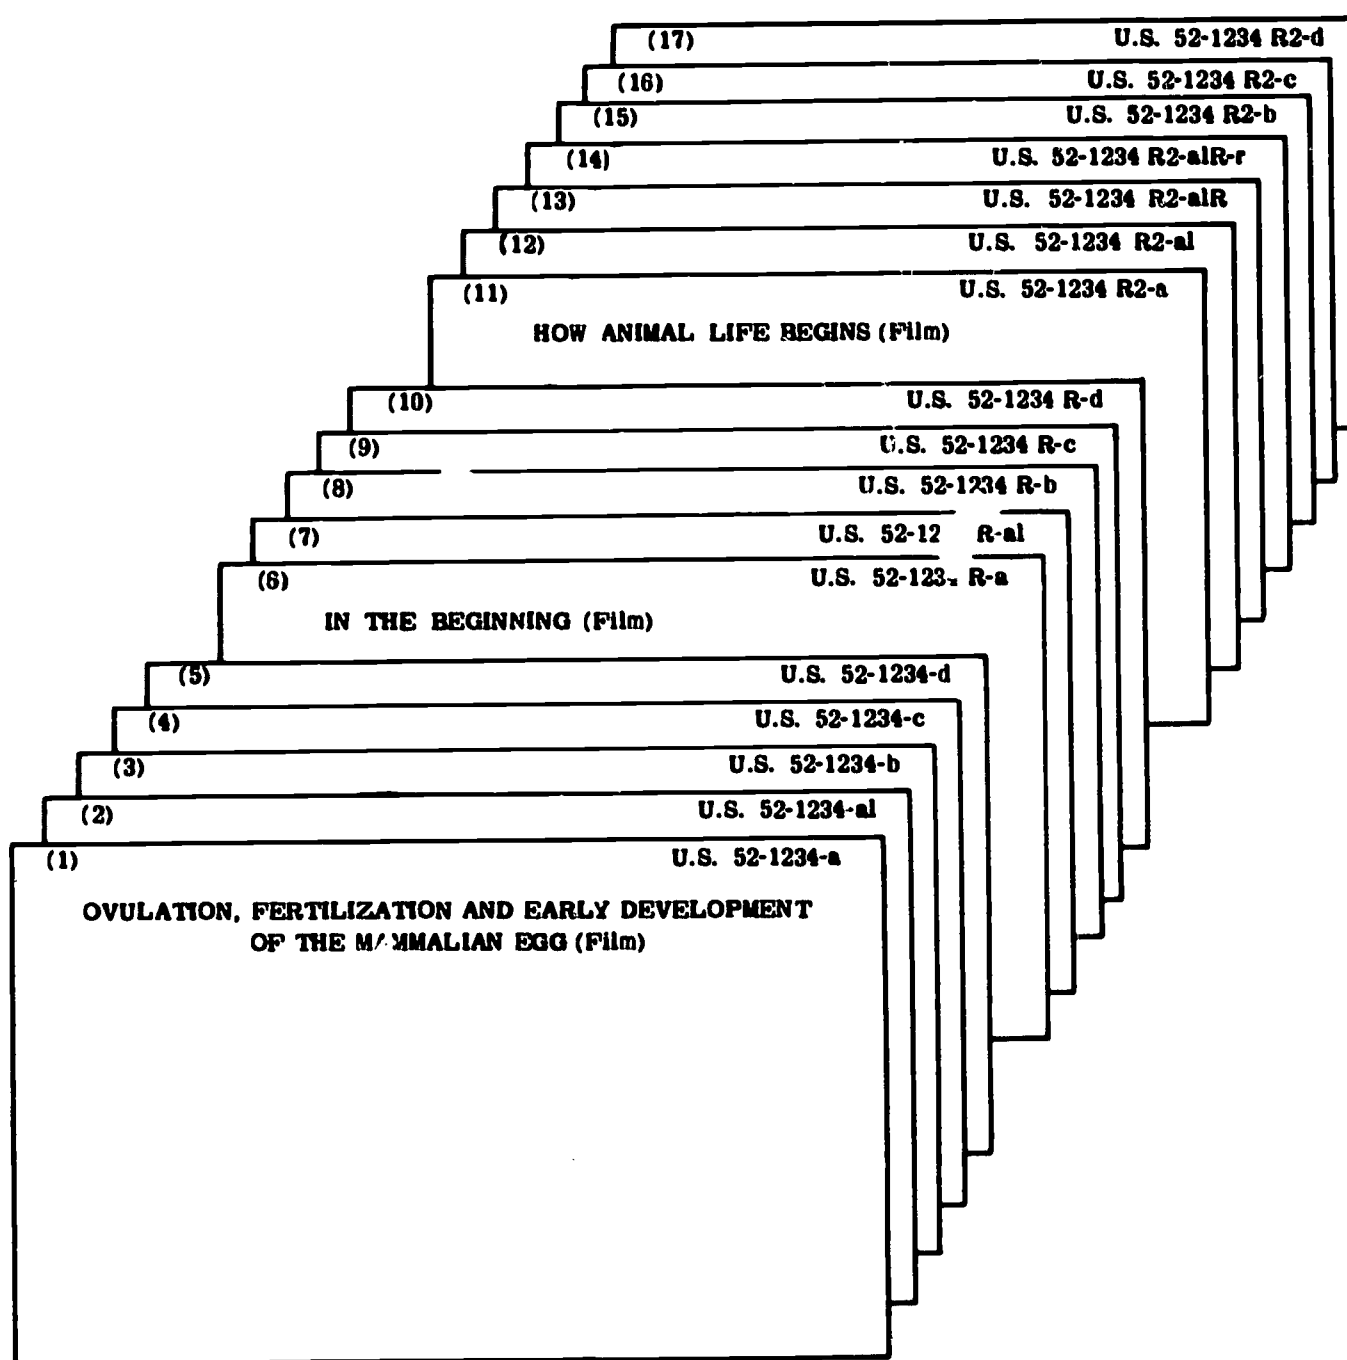 (17) U.S. 52-1234 R2-d
(16) U.S. 52-1234 R2-c
(15) U.S. 52-1234 R2-b
(14) U.S. 52-1234 R2-alR-r
(13) U.S. 52-1234 R2-alR
(12) U.S. 52-1234 R2-al
(11) U.S. 52-1234 R2-a
HOW ANIMAL LIFE BEGINS (Film)
(10) U.S. 52-1234 R-d
(9) U.S. 52-1234 R-c
(8) U.S. 52-1234 R-b
(7) U.S. 52-12 R-al
(6) U.S. R-a
IN THE BEGINNING (Film)
(5) U.S. 52-1234-d
(4) U.S. 52-1234-c
(3) U.S. 52-1234-b
(2) U.S. 52-1234-al
(1) U.S. 52-1234-a
OVULATION, FERTILIZATION AND EARLY DEVELOPMENT
OF THE MAMMALIAN EGG (Film)